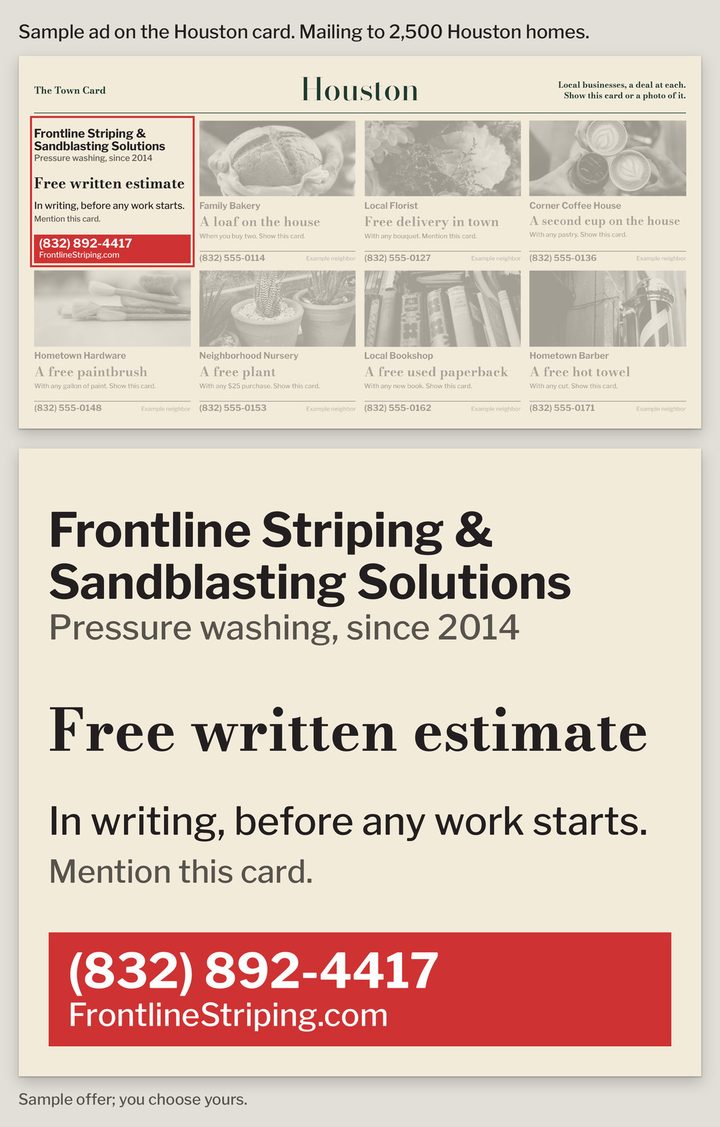 Sample ad on the Houston card. Mailing to 2,500 Houston homes.
The Town Card
Houston
Local businesses, a deal at each.
Show this card or a photo of it.
Frontline Striping &
Sandblasting Solutions
Pressure washing, since 2014
Free written estimate
In writing, before any work starts.
Mention this card.
(832) 892-4417
FrontlineStriping.com
Family Bakery
A loaf on the house
When you buy two. Show this card.
(832) 555-0114
Example neighbor
Local Florist
Free delivery in town
With any bouquet. Mention this card.
(832) 555-0127
Example neighbor
Corner Coffee House
A second cup on the house
With any pastry. Show this card.
(832) 555-0136
Example neighbor
Hometown Hardware
A free paintbrush
With any gallon of paint. Show this card.
(832) 555-0148
Example neighbor
Neighborhood Nursery
A free plant
With any $25 purchase. Show this card.
(832) 555-0153
Example neighbor
Local Bookshop
A free used paperback
With any new book. Show this card.
(832) 555-0162
Example neighbor
Hometown Barber
A free hot towel
With any cut. Show this card.
(832) 555-0171
Example neighbor
Frontline Striping &
Sandblasting Solutions
Pressure washing, since 2014
Free written estimate
In writing, before any work starts.
Mention this card.
(832) 892-4417
FrontlineStriping.com
Sample offer; you choose yours.